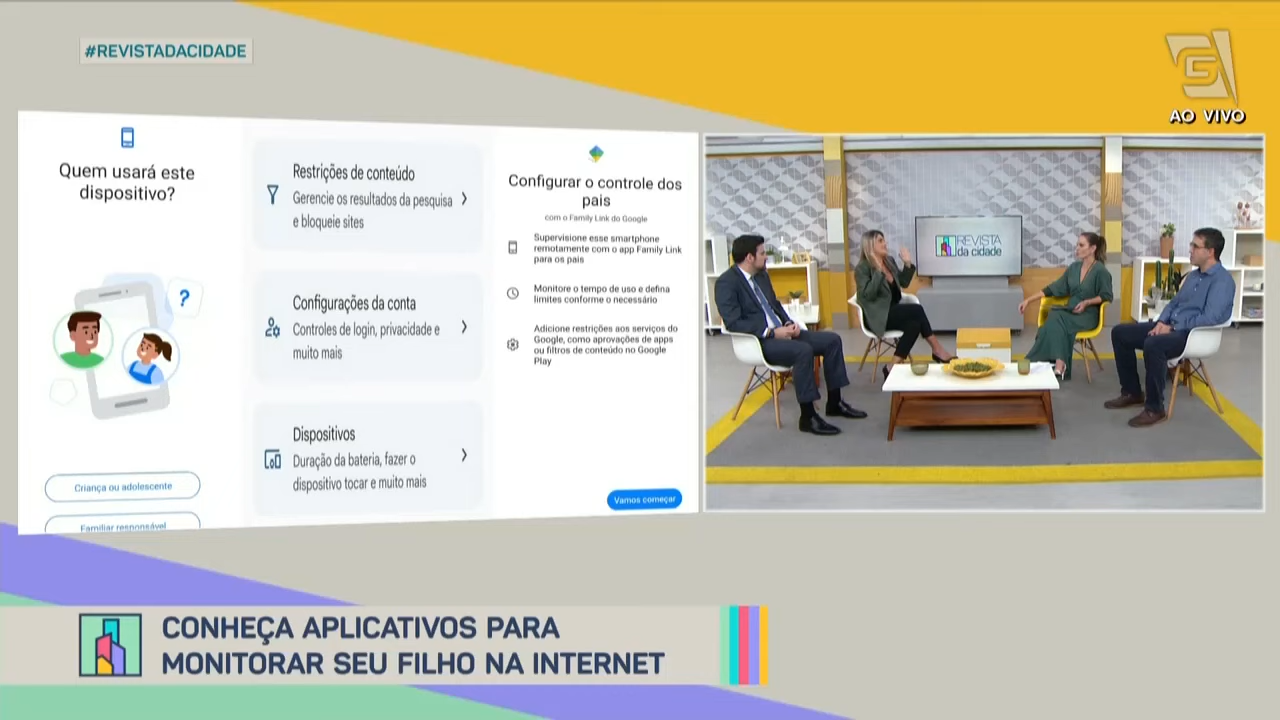 #REVISTADACIDADE
G
AO VIVO
Quem usará este
dispositivo?
?
Criança ou adolescente
Familiar responsável
Restrições de conteúdo
Gerencie os resultados da pesquisa
e bloqueie sites
Configurações da conta
Controles de login, privacidade e
muito mais
Dispositivos
Duração da bateria, fazer o
dispositivo tocar e muito mais
Configurar o controle dos
pais
com o Family Link do Google
Supervisione esse smartphone
remotamente com o app Family Link
para os pais
Monitore o tempo de uso e defina
limites conforme o necessário
Adicione restrições aos serviços do
Google, como aprovações de apps
ou filtros de conteúdo no Google
Play
Vamos começar
REVISTA
da cidade
CONHEÇA APLICATIVOS PARA
MONITORAR SEU FILHO NA INTERNET